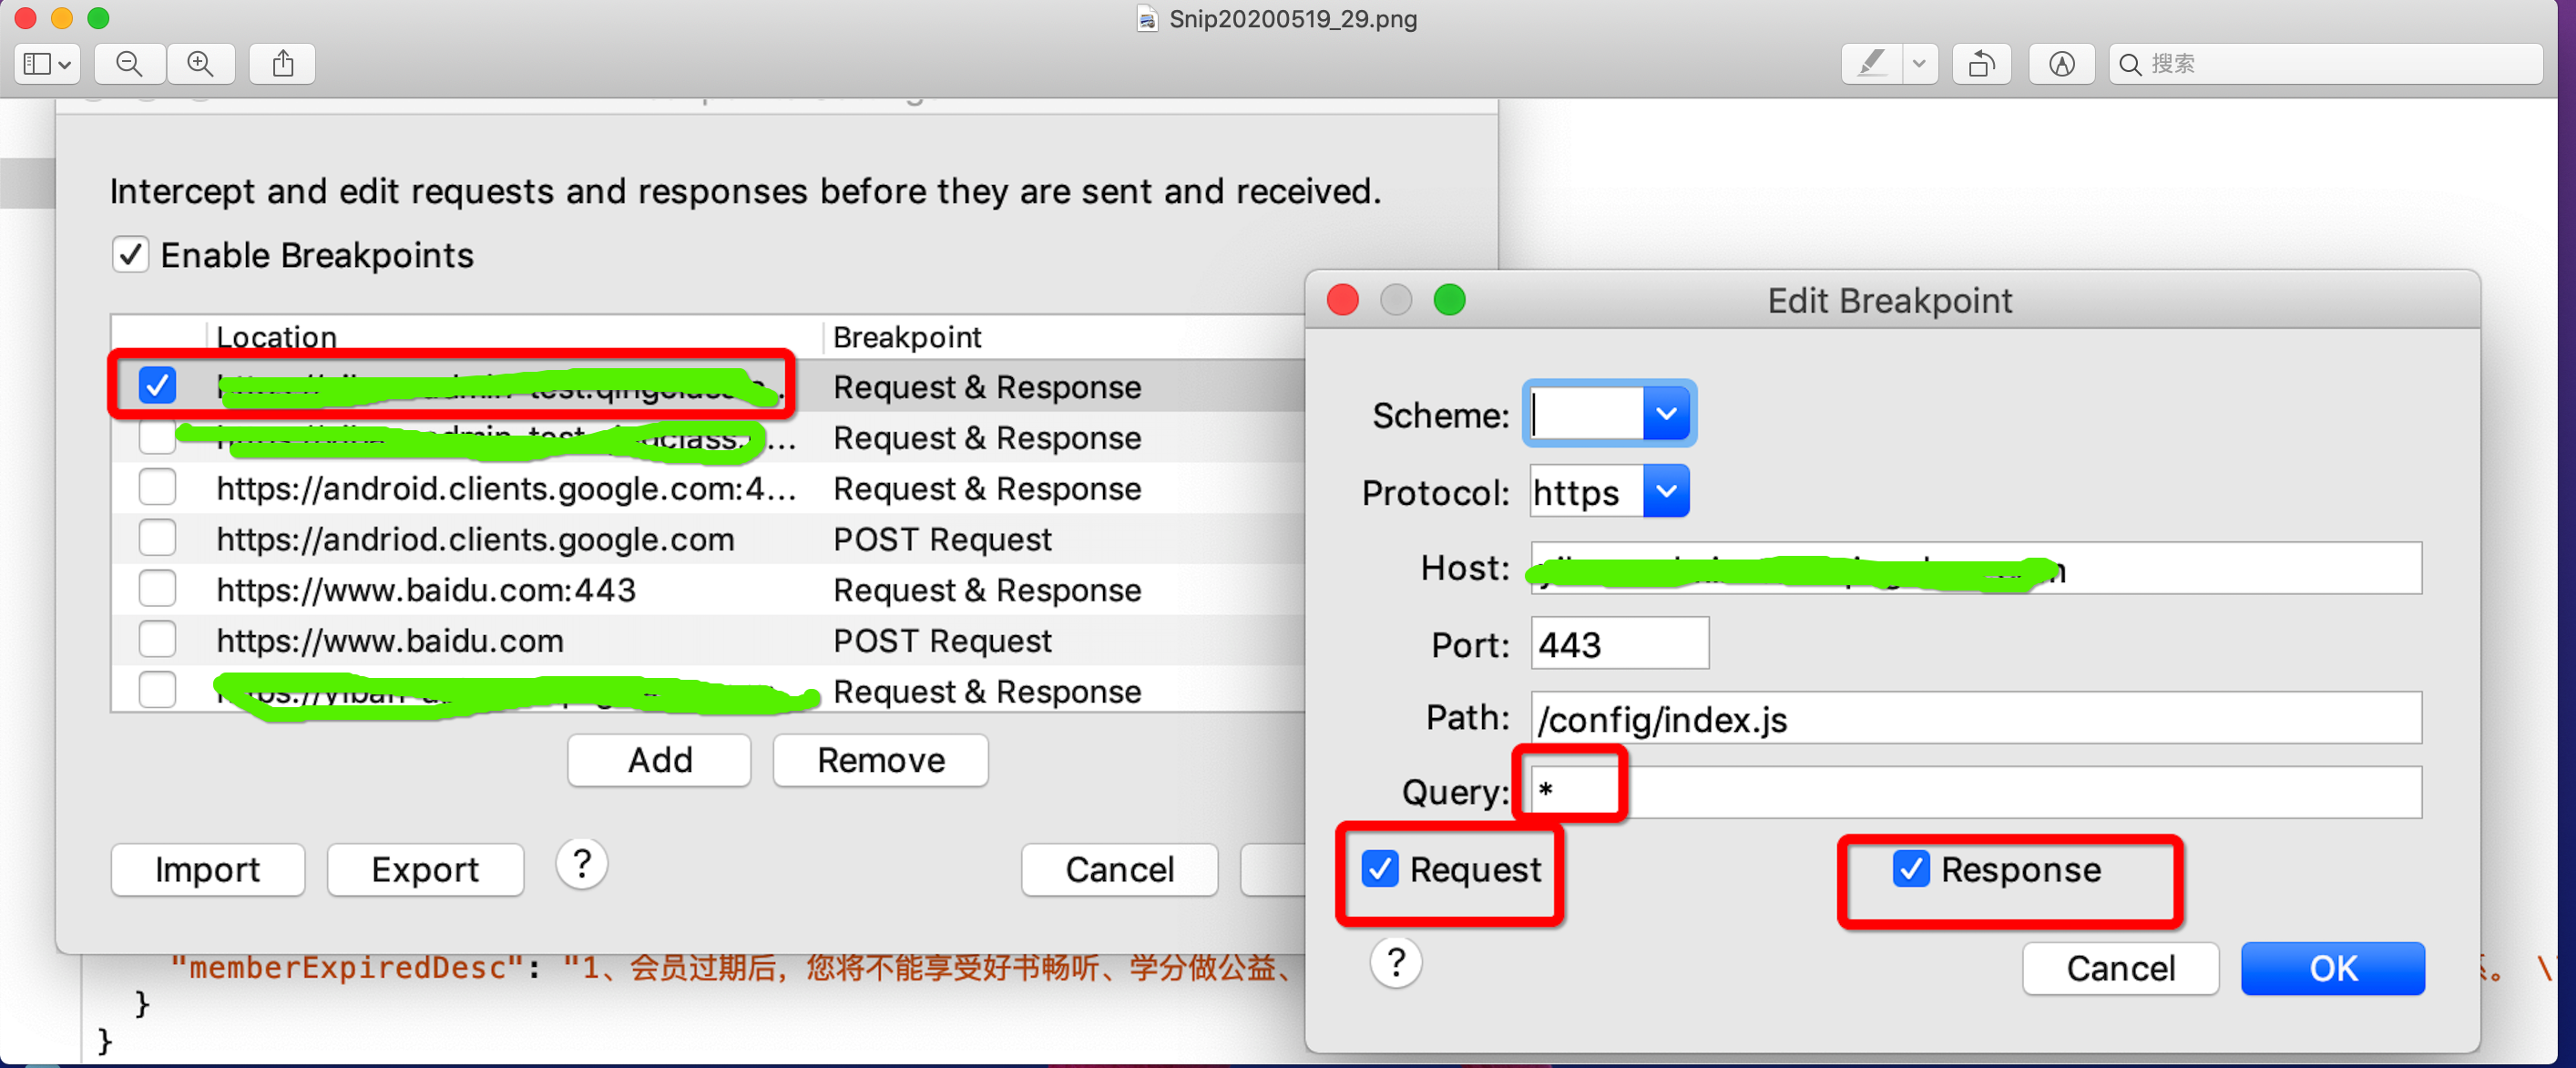 Snip20200519_29.png
搜索
Intercept and edit requests and responses before they are sent and received.
Enable Breakpoints
Location Breakpoint
Request & Response
Request & Response
https://android.clients.google.com:4... Request & Response
https://andriod.clients.google.com POST Request
https://www.baidu.com:443 Request & Response
https://www.baidu.com POST Request
Request & Response
Add Remove
Import Export ? Cancel
Edit Breakpoint
Scheme:
Protocol: https
Host:
Port: 443
Path: /config/index.js
Query: *
Request Response
?
Cancel OK
"memberExpiredDesc": "1、会员过期后，您将不能享受好书畅听、学分做公益、
}
}